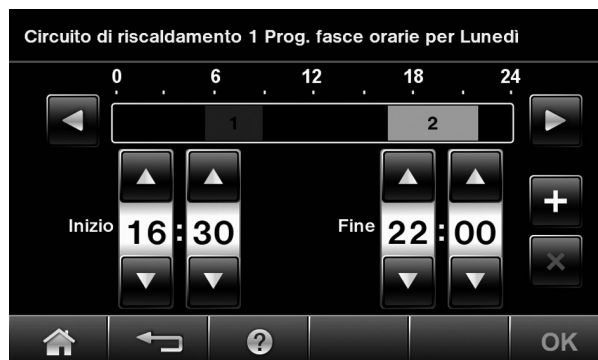 Circuito di riscaldamento 1 Prog. fasce orarie per Lunedì
0 6 12 18 24
1 2
Inizio 16:30 Fine 22:00
OK